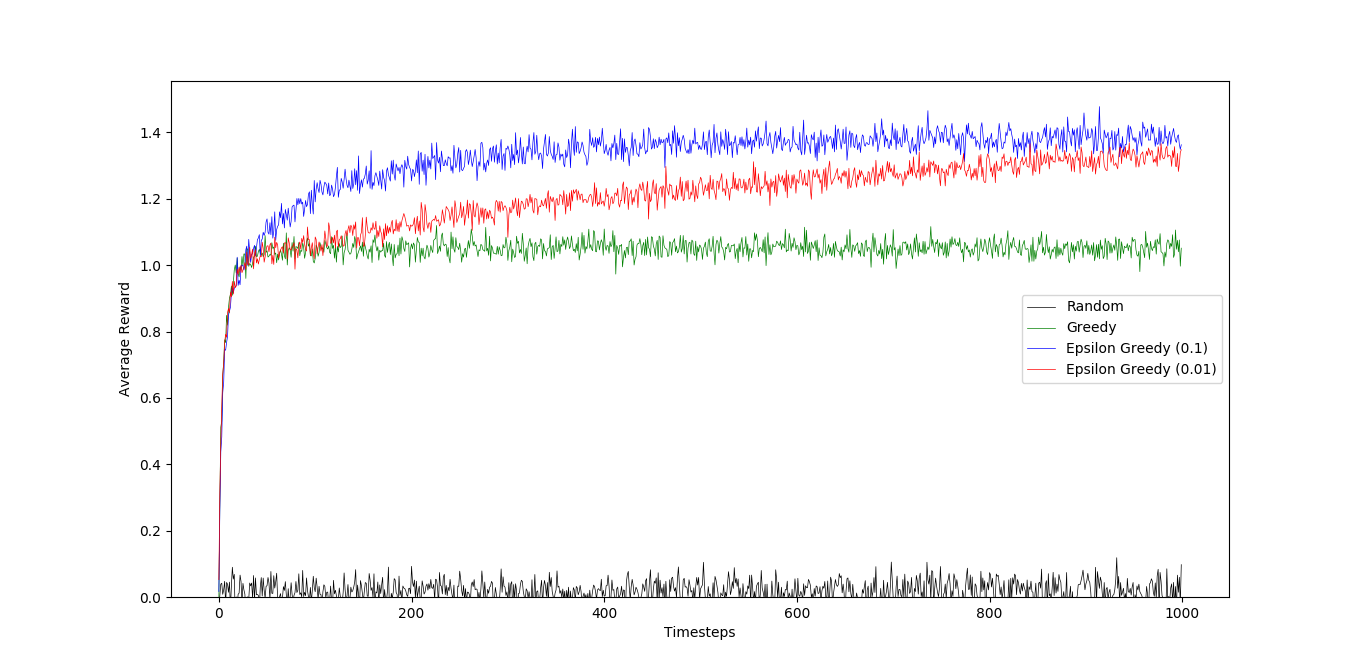 1.4
1.2
1.0
0.8
0.6
0.4
0.2
0.0
Average Reward
Random
Greedy
Epsilon Greedy (0.1)
Epsilon Greedy (0.01)
0 200 400 600 800 1000
Timesteps